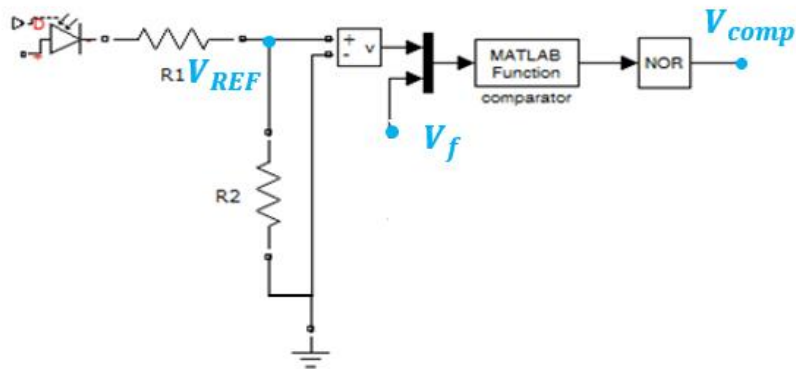 V_comp
+
-
v
MATLAB
Function
comparator
NOR
R1
V_REF
V_f
R2